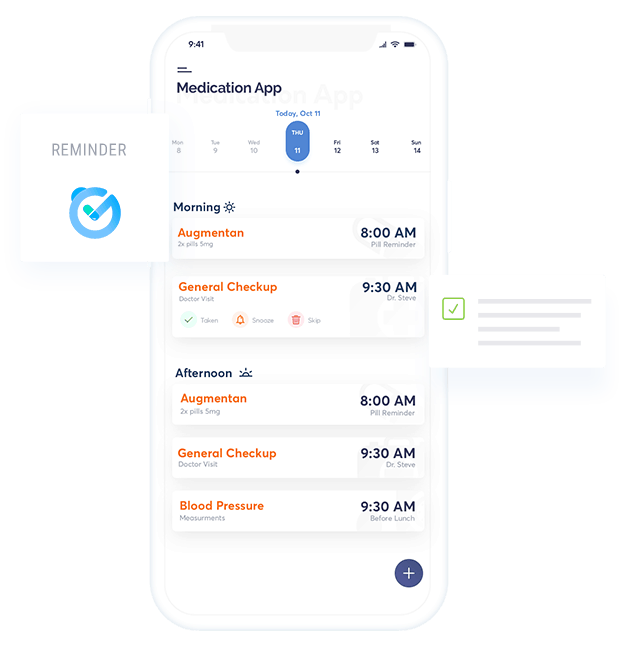 9:41
Medication App
Medication App
Today, Oct 11
Mon Tue Wed THU Fri Sat Sun
8 9 10 11 12 13 14
REMINDER
Morning
Augmentan 8:00 AM
2x pills 5mg Pill Reminder
General Checkup 9:30 AM
Doctor Visit Dr. Steve
Taken Snooze Skip
Afternoon
Augmentan 8:00 AM
2x pills 5mg Pill Reminder
General Checkup 9:30 AM
Doctor Visit Dr. Steve
Blood Pressure 9:30 AM
Measurments Before Lunch